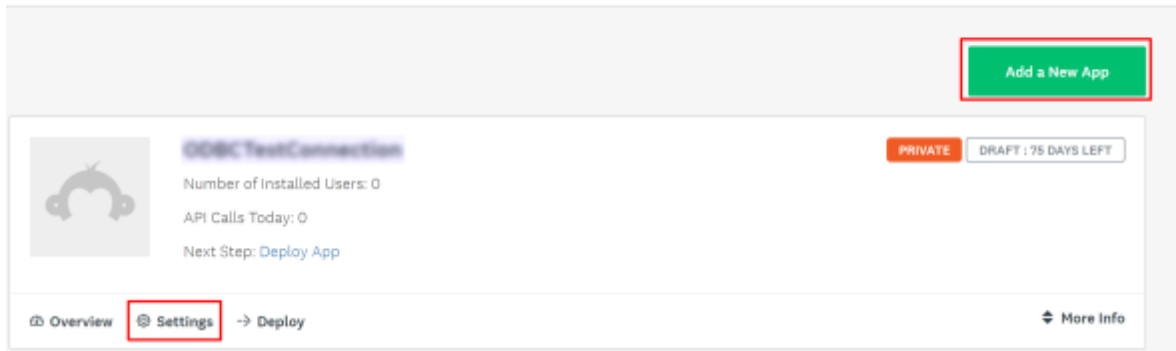 Add a New App
ODBCTestConnection
PRIVATE DRAFT : 75 DAYS LEFT
Number of Installed Users: 0
API Calls Today: 0
Next Step: Deploy App
Overview Settings Deploy More Info